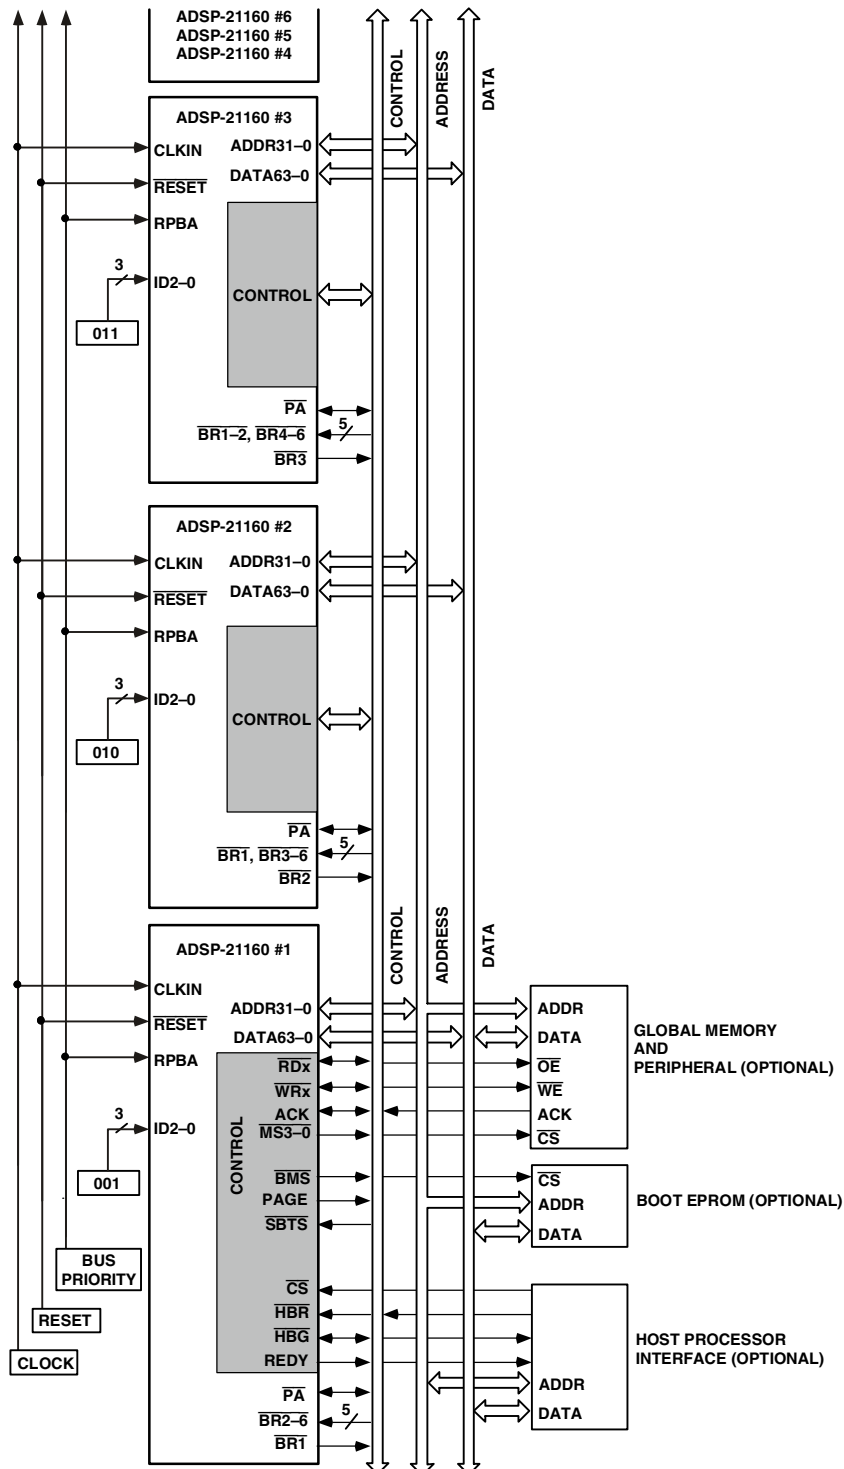 ADSP-21160 #6
ADSP-21160 #5
ADSP-21160 #4
CONTROL
ADDRESS
DATA
ADSP-21160 #3
CLKIN
ADDR31–0
RESET
DATA63–0
RPBA
3
ID2–0
CONTROL
011
PA
BR1–2, BR4–6
5
BR3
ADSP-21160 #2
CLKIN
ADDR31–0
RESET
DATA63–0
RPBA
3
ID2–0
CONTROL
010
PA
BR1, BR3–6
5
BR2
CONTROL
ADDRESS
DATA
ADSP-21160 #1
CLKIN
ADDR31–0
RESET
DATA63–0
RPBA
3
ID2–0
001
CONTROL
RDx
WRx
ACK
MS3–0
BMS
PAGE
SBTS
CS
HBR
HBG
REDY
PA
BR2–6
5
BR1
ADDR
DATA
OE
WE
ACK
CS
GLOBAL MEMORY
AND
PERIPHERAL (OPTIONAL)
CS
ADDR
DATA
BOOT EPROM (OPTIONAL)
ADDR
DATA
HOST PROCESSOR
INTERFACE (OPTIONAL)
BUS
PRIORITY
RESET
CLOCK